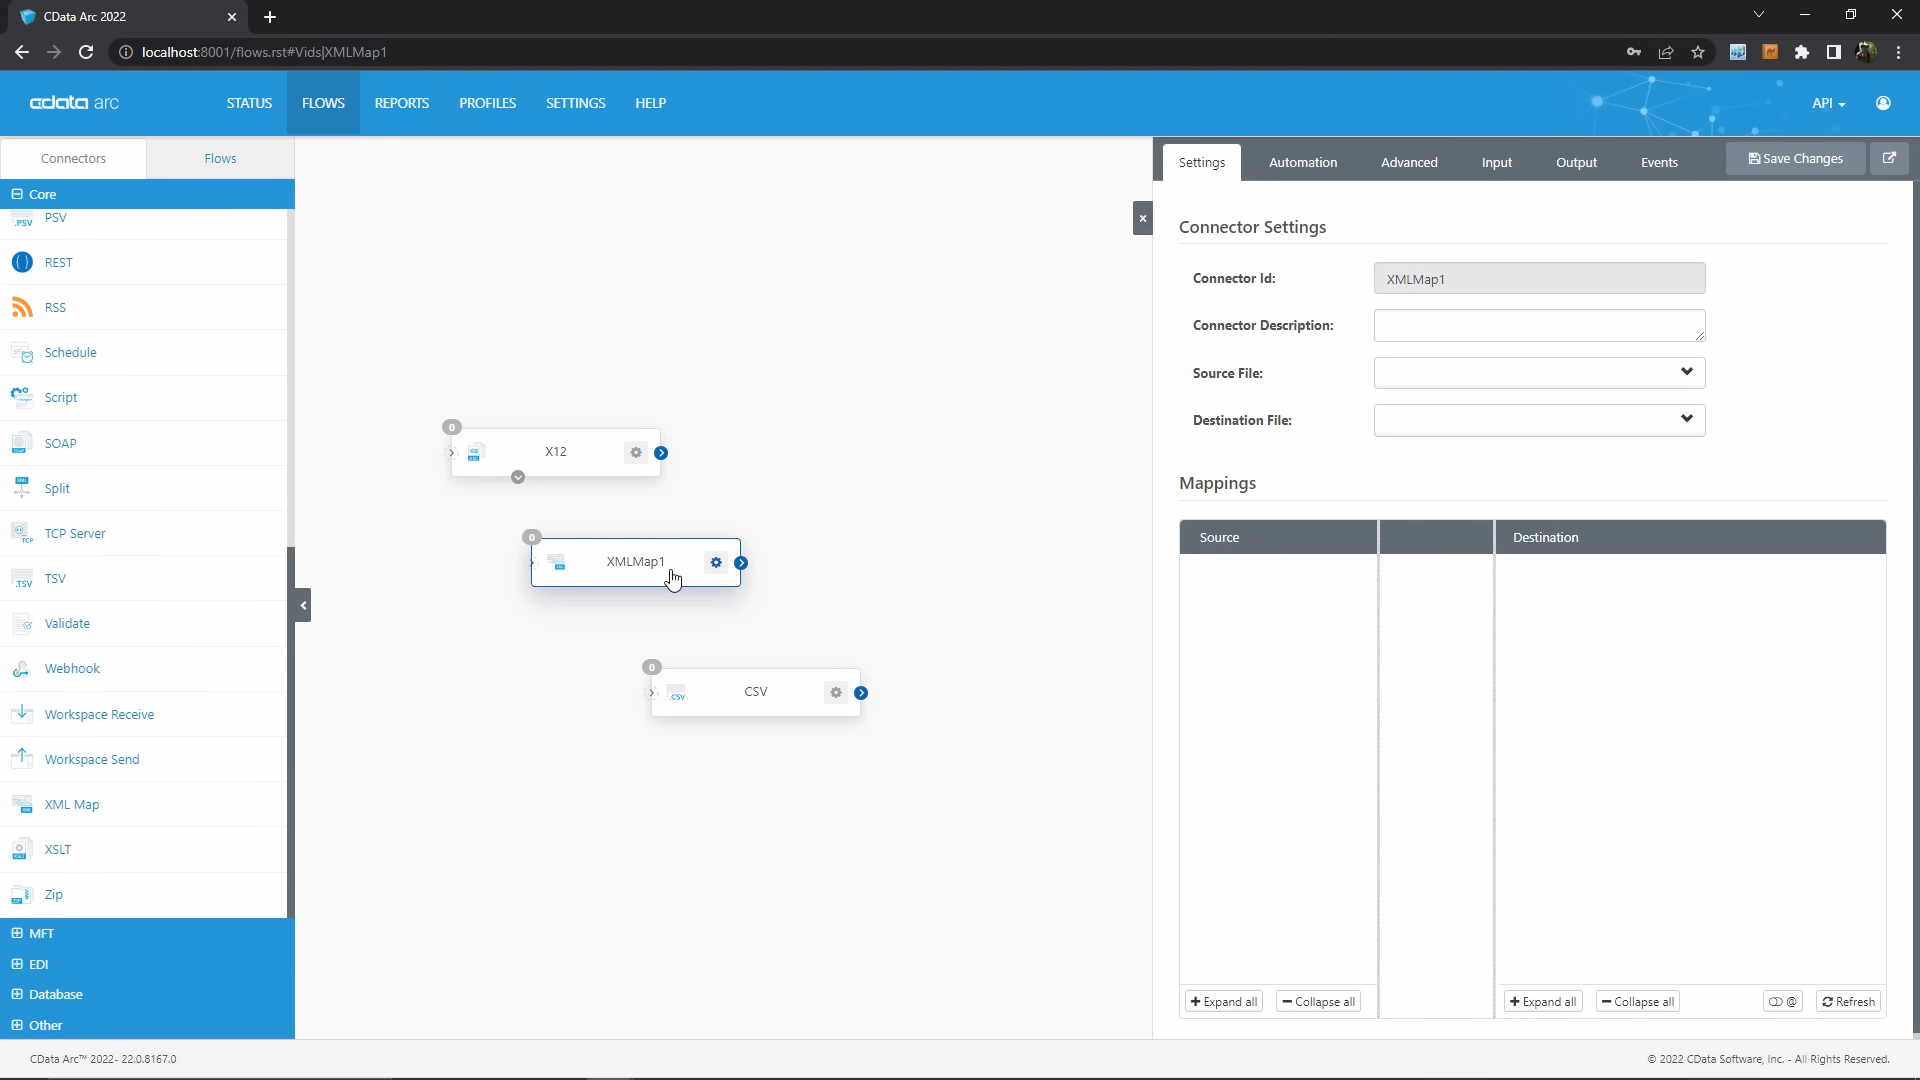 CData Arc 2022
localhost:8001/flows.rst#Vids|XMLMap1
cdata arc
STATUS
FLOWS
REPORTS
PROFILES
SETTINGS
HELP
API
Connectors
Flows
Core
PSV
REST
RSS
Schedule
Script
SOAP
Split
TCP Server
TSV
Validate
Webhook
Workspace Receive
Workspace Send
XML Map
XSLT
Zip
MFT
EDI
Database
Other
0
X12
0
XMLMap1
0
CSV
Settings
Automation
Advanced
Input
Output
Events
Save Changes
Connector Settings
Connector Id:
XMLMap1
Connector Description:
Source File:
Destination File:
Mappings
Source
Destination
Expand all
Collapse all
Expand all
Collapse all
@
Refresh
CData Arc™ 2022- 22.0.8167.0
© 2022 CData Software, Inc. - All Rights Reserved.